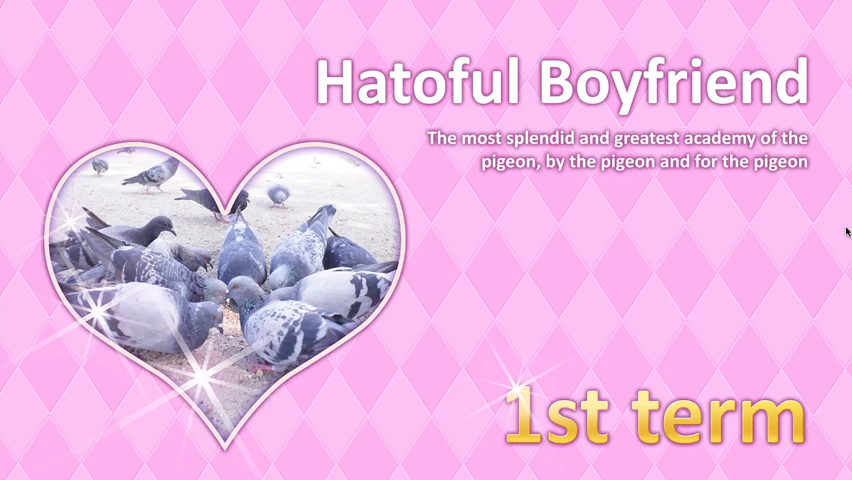 Hatoful Boyfriend
The most splendid and greatest academy of the
pigeon, by the pigeon and for the pigeon
1st term